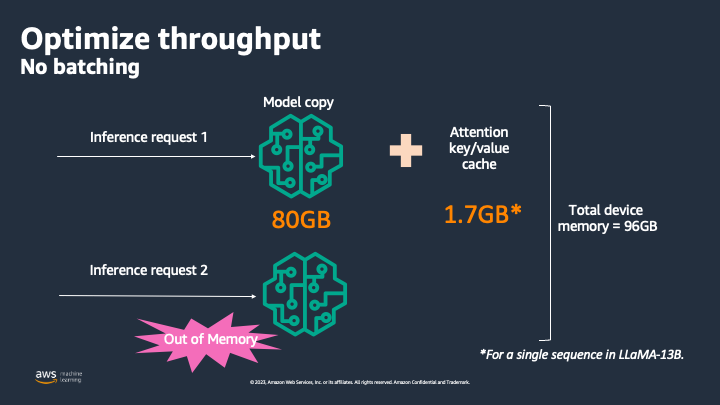 Optimize throughput
No batching
Model copy
Inference request 1
Attention
key/value
cache
80GB
1.7GB*
Total device
memory = 96GB
Inference request 2
Out of Memory
*For a single sequence in LLaMA-13B.
aws machine
learning
© 2023, Amazon Web Services, Inc. or its affiliates. All rights reserved. Amazon Confidential and Trademark.